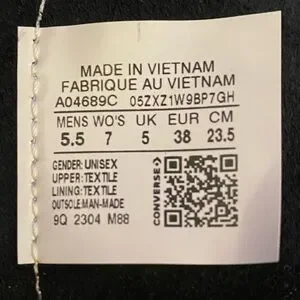 MADE IN VIETNAM
FABRIQUE AU VIETNAM
A04689C 05ZXZ1W9BP7GH
MENS WO'S UK EUR CM
5.5 7 5 38 23.5
GENDER: UNISEX
UPPER: TEXTILE
LINING: TEXTILE
OUTSOLE: MAN-MADE
9Q 2304 M88
CONVERSE